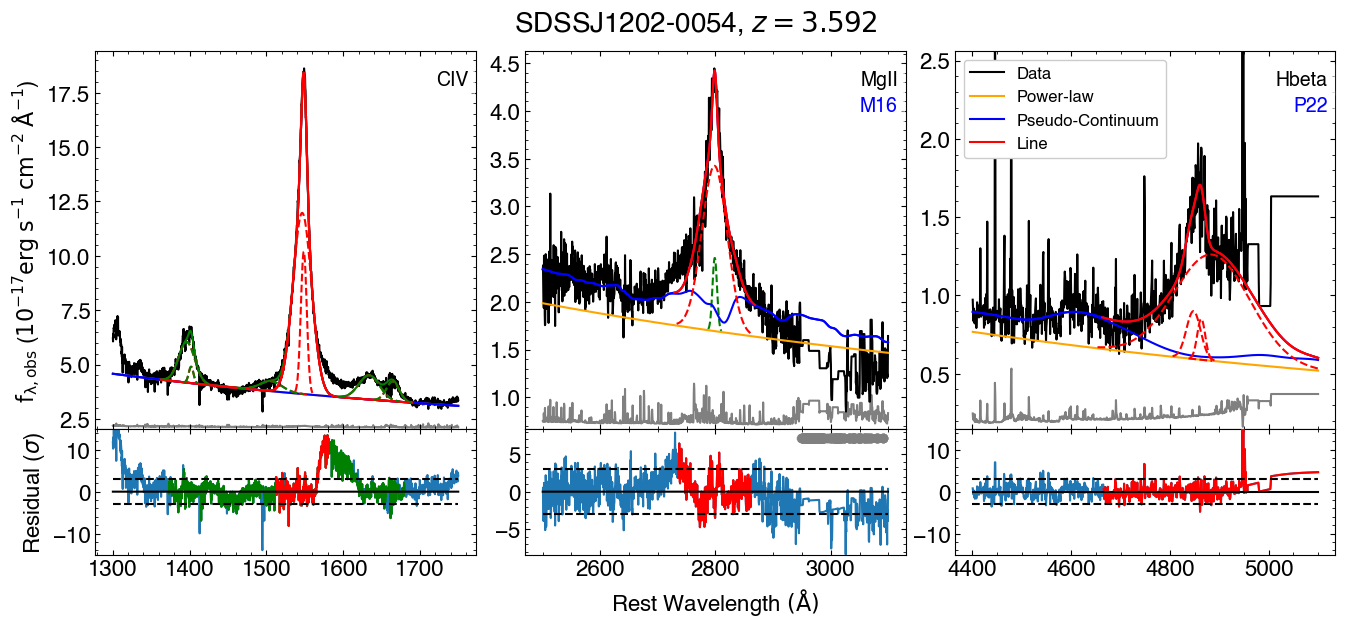 SDSSJ1202-0054, z = 3.592
f_λ,obs (10^−17 erg s^−1 cm^−2 Å^−1)
17.5
15.0
12.5
10.0
7.5
5.0
2.5
CIV
4.5
4.0
3.5
3.0
2.5
2.0
1.5
1.0
MgII
M16
2.5
2.0
1.5
1.0
0.5
Data
Power-law
Pseudo-Continuum
Line
Hbeta
P22
Residual (σ)
10
0
−10
5
0
−5
10
0
−10
1300 1400 1500 1600 1700
2600 2800 3000
4400 4600 4800 5000
Rest Wavelength (Å)